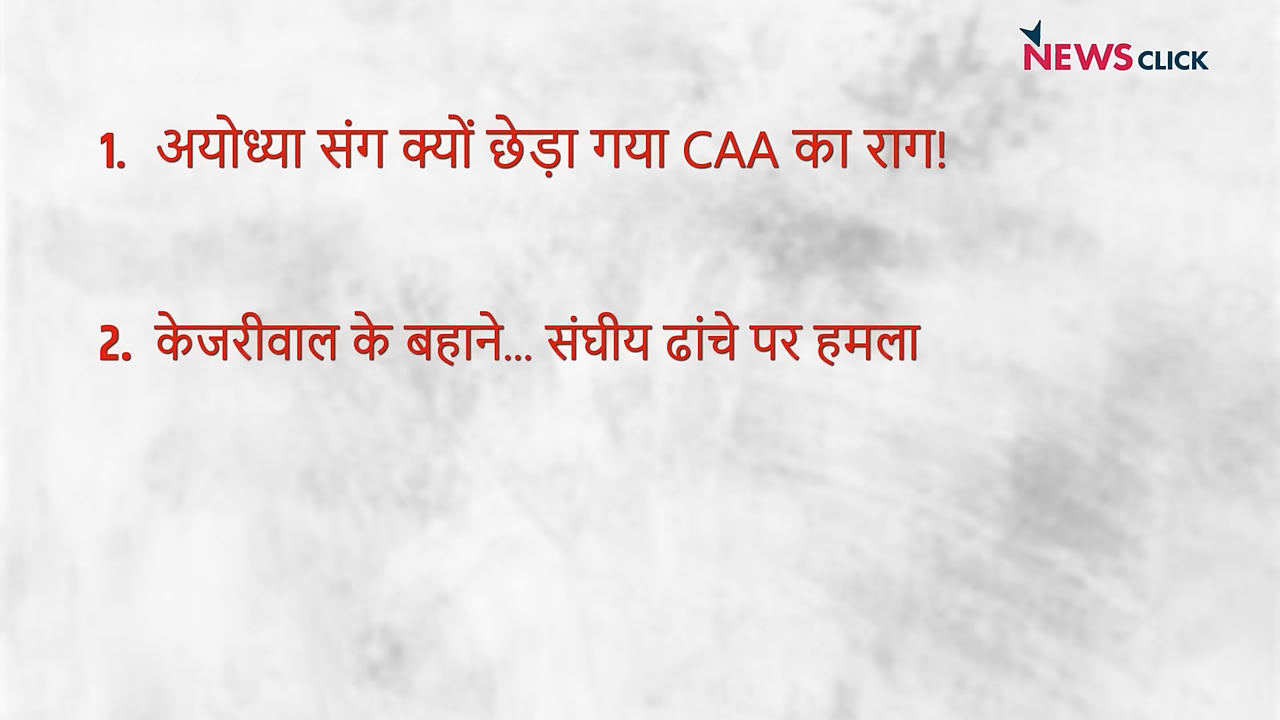 NEWSCLICK
1. अयोध्या संग क्यों छेड़ा गया CAA का राग!
2. केजरीवाल के बहाने... संघीय ढांचे पर हमला